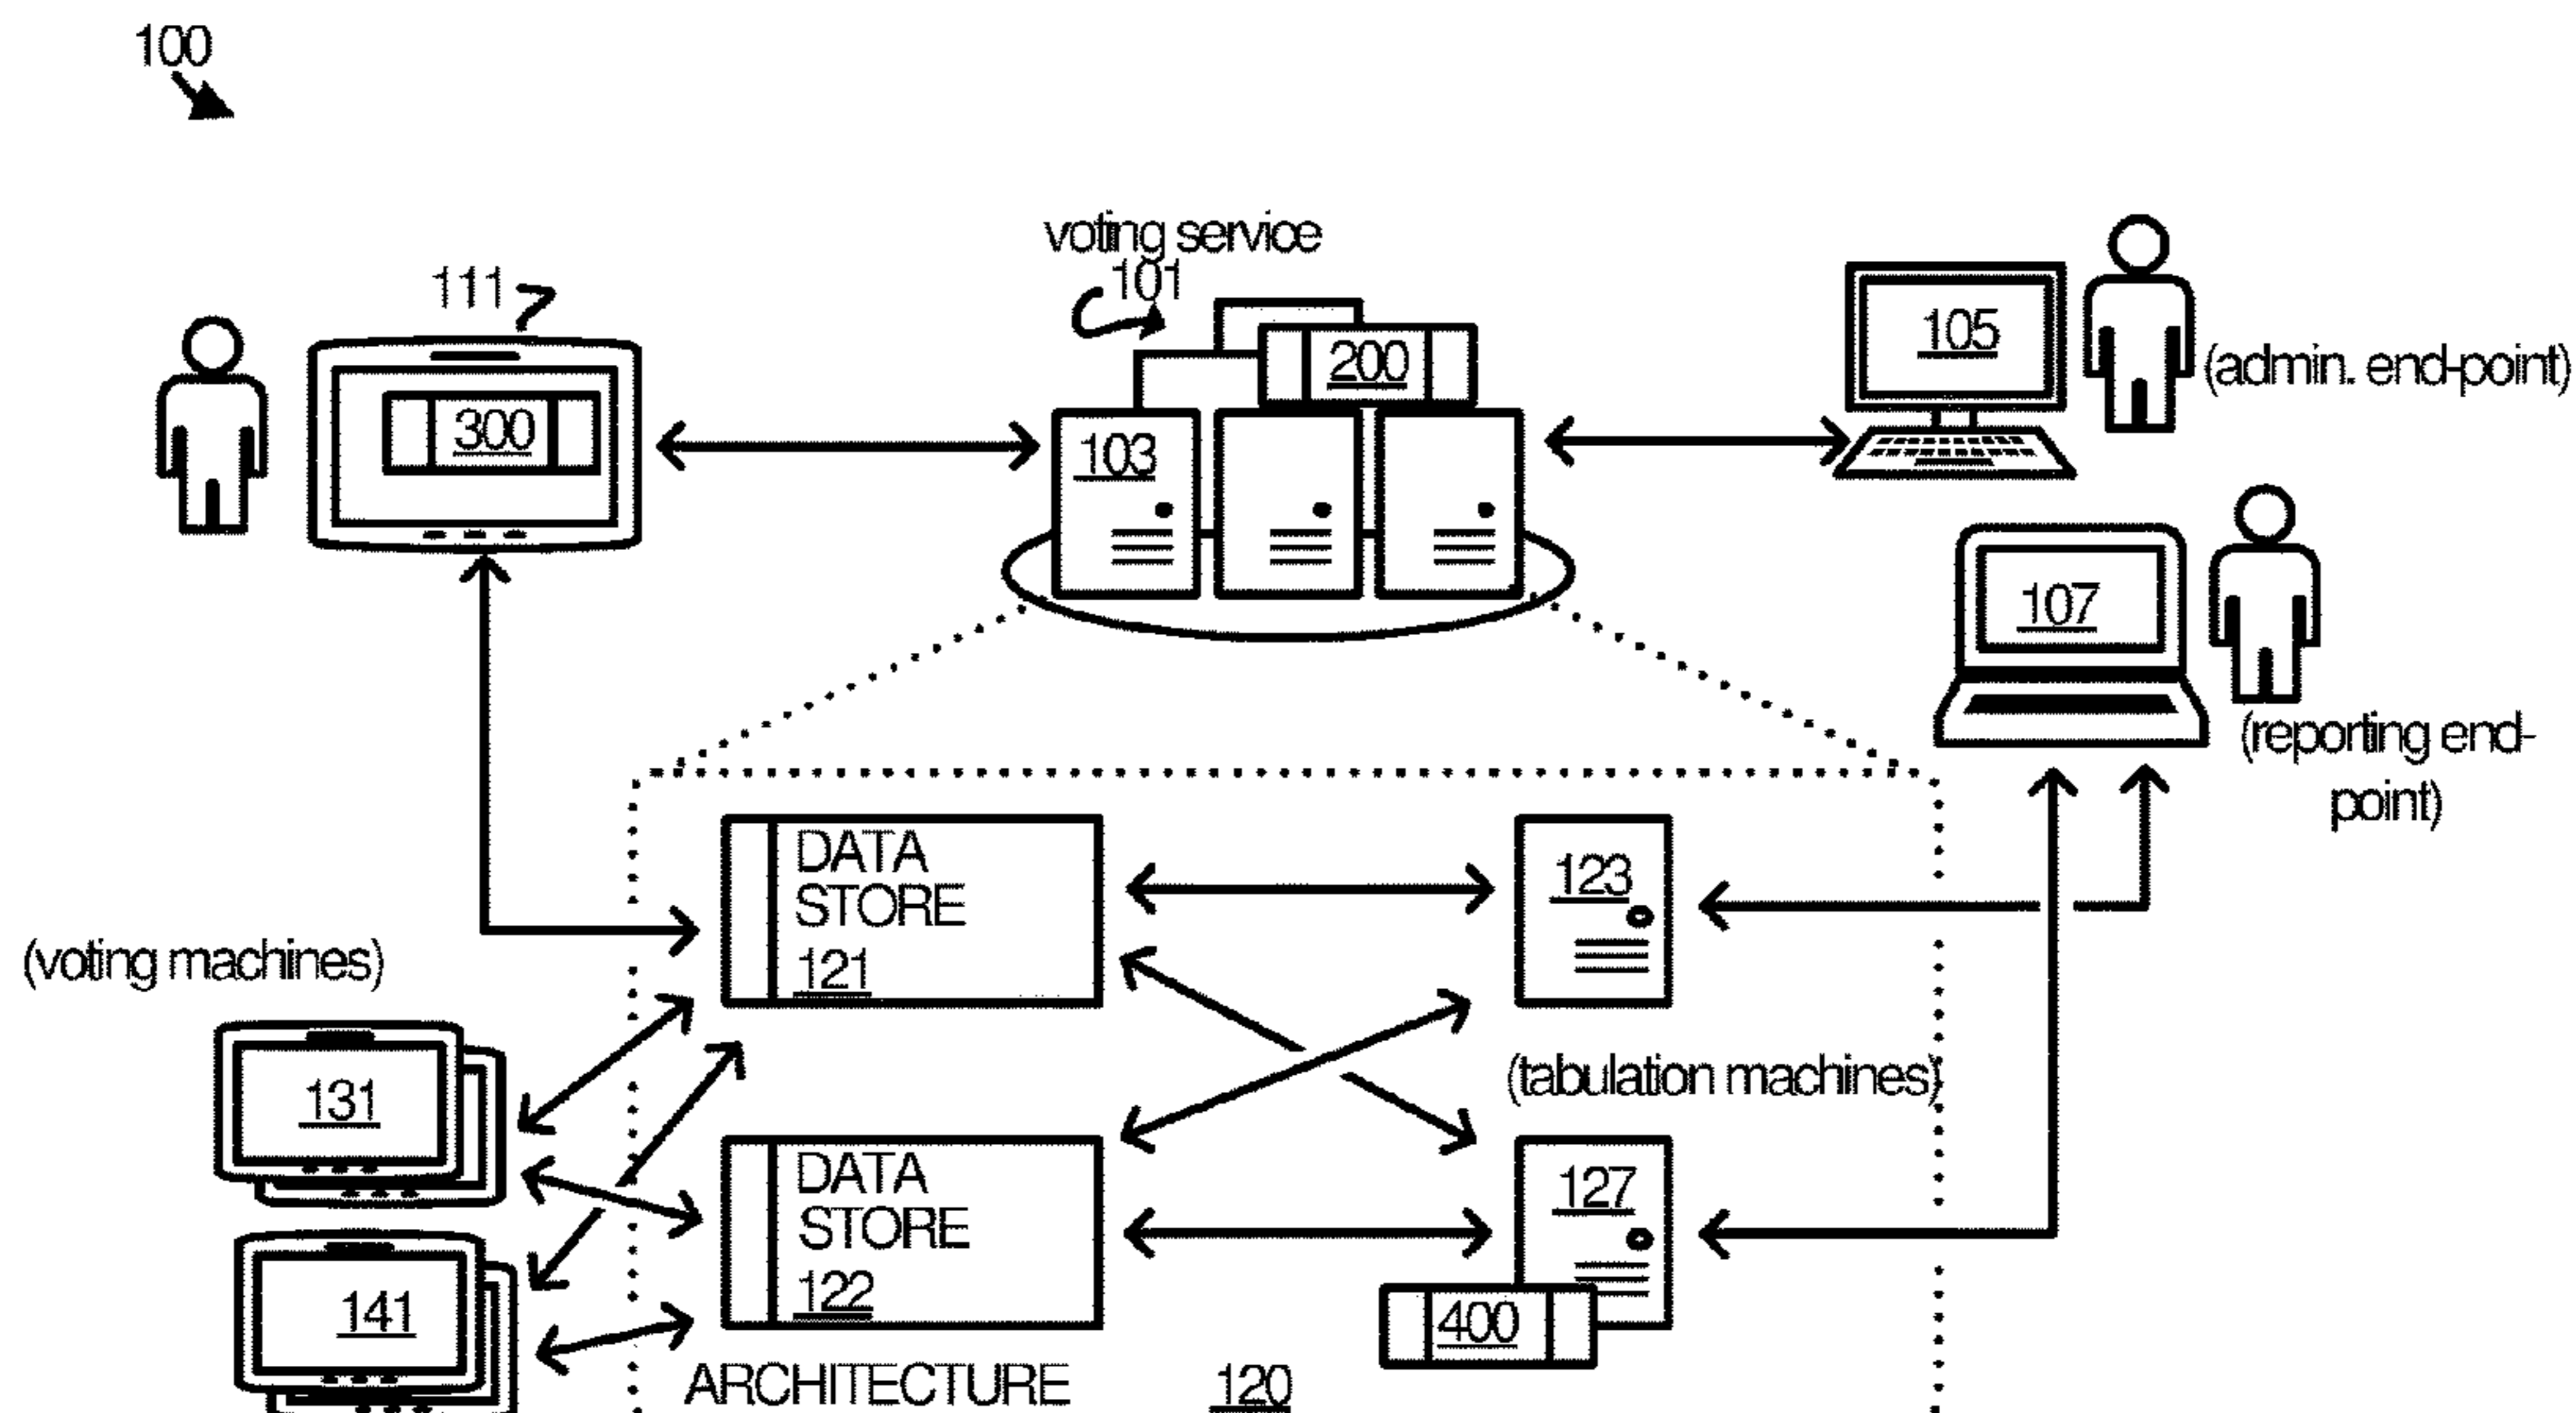 100
voting service
101
111
200
105
(admin. end-point)
300
103
107
(reporting end-
point)
DATA
STORE
121
123
(voting machines)
131
(tabulation machines)
DATA
STORE
122
127
141
400
ARCHITECTURE 120